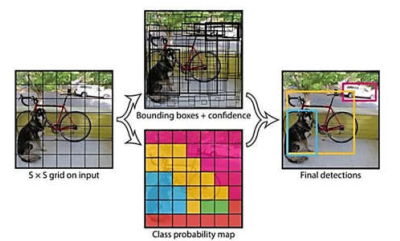 Bounding boxes + confidence
S × S grid on input
Final detections
Class probability map